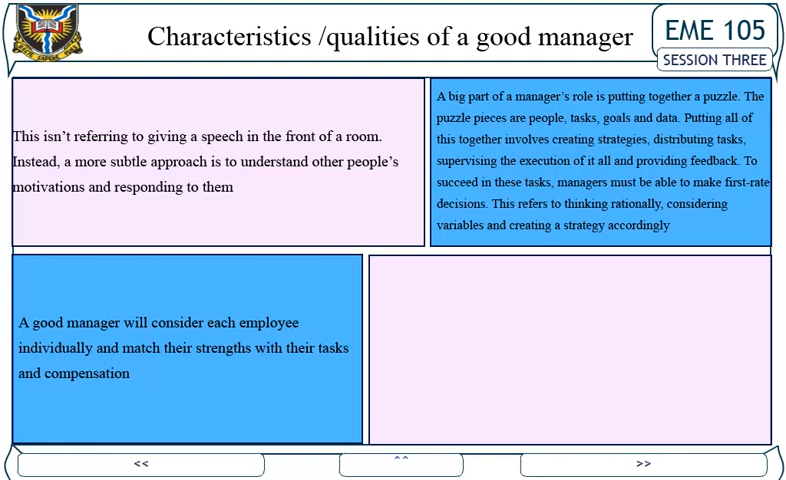 Characteristics /qualities of a good manager
EME 105
SESSION THREE
This isn’t referring to giving a speech in the front of a room.
Instead, a more subtle approach is to understand other people’s
motivations and responding to them
A big part of a manager’s role is putting together a puzzle. The
puzzle pieces are people, tasks, goals and data. Putting all of
this together involves creating strategies, distributing tasks,
supervising the execution of it all and providing feedback. To
succeed in these tasks, managers must be able to make first-rate
decisions. This refers to thinking rationally, considering
variables and creating a strategy accordingly
A good manager will consider each employee
individually and match their strengths with their tasks
and compensation
<<
^^
>>